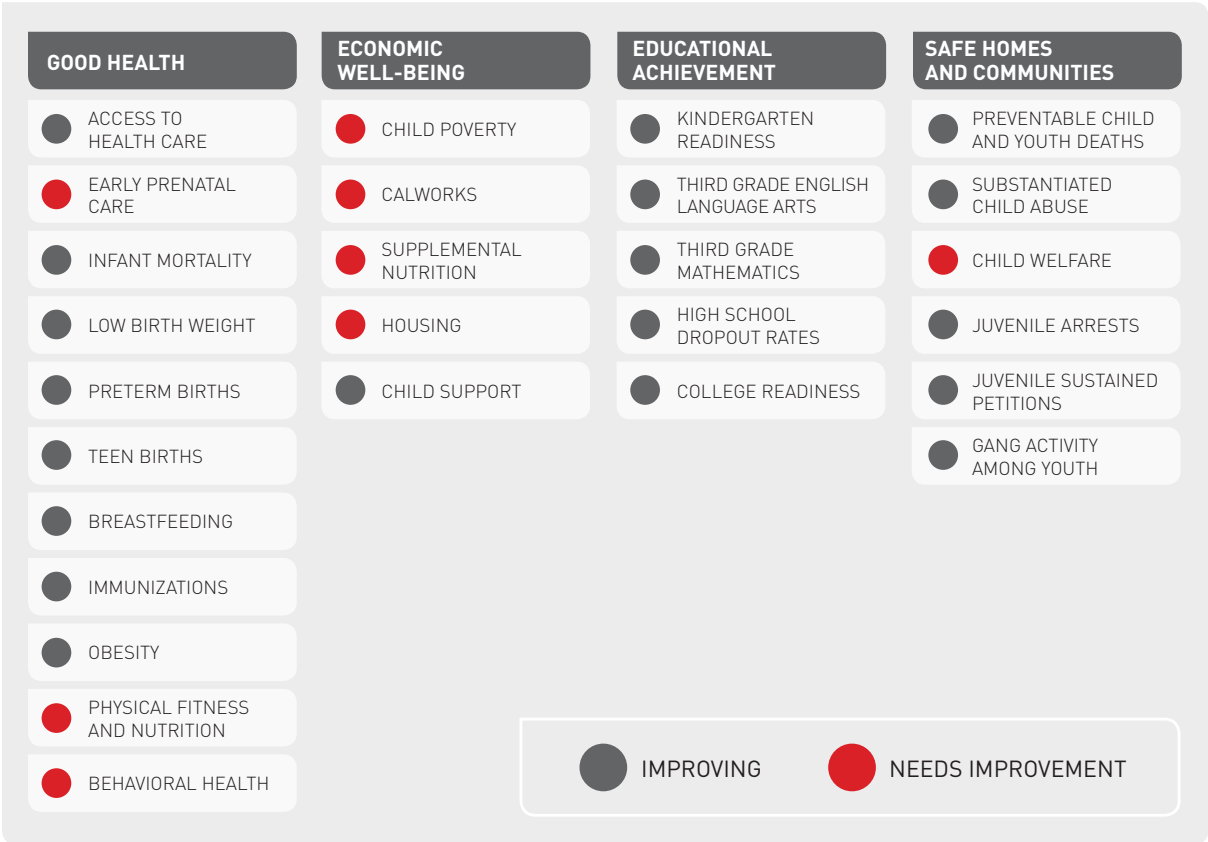 GOOD HEALTH
ACCESS TO
HEALTH CARE
EARLY PRENATAL
CARE
INFANT MORTALITY
LOW BIRTH WEIGHT
PRETERM BIRTHS
TEEN BIRTHS
BREASTFEEDING
IMMUNIZATIONS
OBESITY
PHYSICAL FITNESS
AND NUTRITION
BEHAVIORAL HEALTH
ECONOMIC
WELL-BEING
CHILD POVERTY
CALWORKS
SUPPLEMENTAL
NUTRITION
HOUSING
CHILD SUPPORT
EDUCATIONAL
ACHIEVEMENT
KINDERGARTEN
READINESS
THIRD GRADE ENGLISH
LANGUAGE ARTS
THIRD GRADE
MATHEMATICS
HIGH SCHOOL
DROPOUT RATES
COLLEGE READINESS
SAFE HOMES
AND COMMUNITIES
PREVENTABLE CHILD
AND YOUTH DEATHS
SUBSTANTIATED
CHILD ABUSE
CHILD WELFARE
JUVENILE ARRESTS
JUVENILE SUSTAINED
PETITIONS
GANG ACTIVITY
AMONG YOUTH
IMPROVING
NEEDS IMPROVEMENT